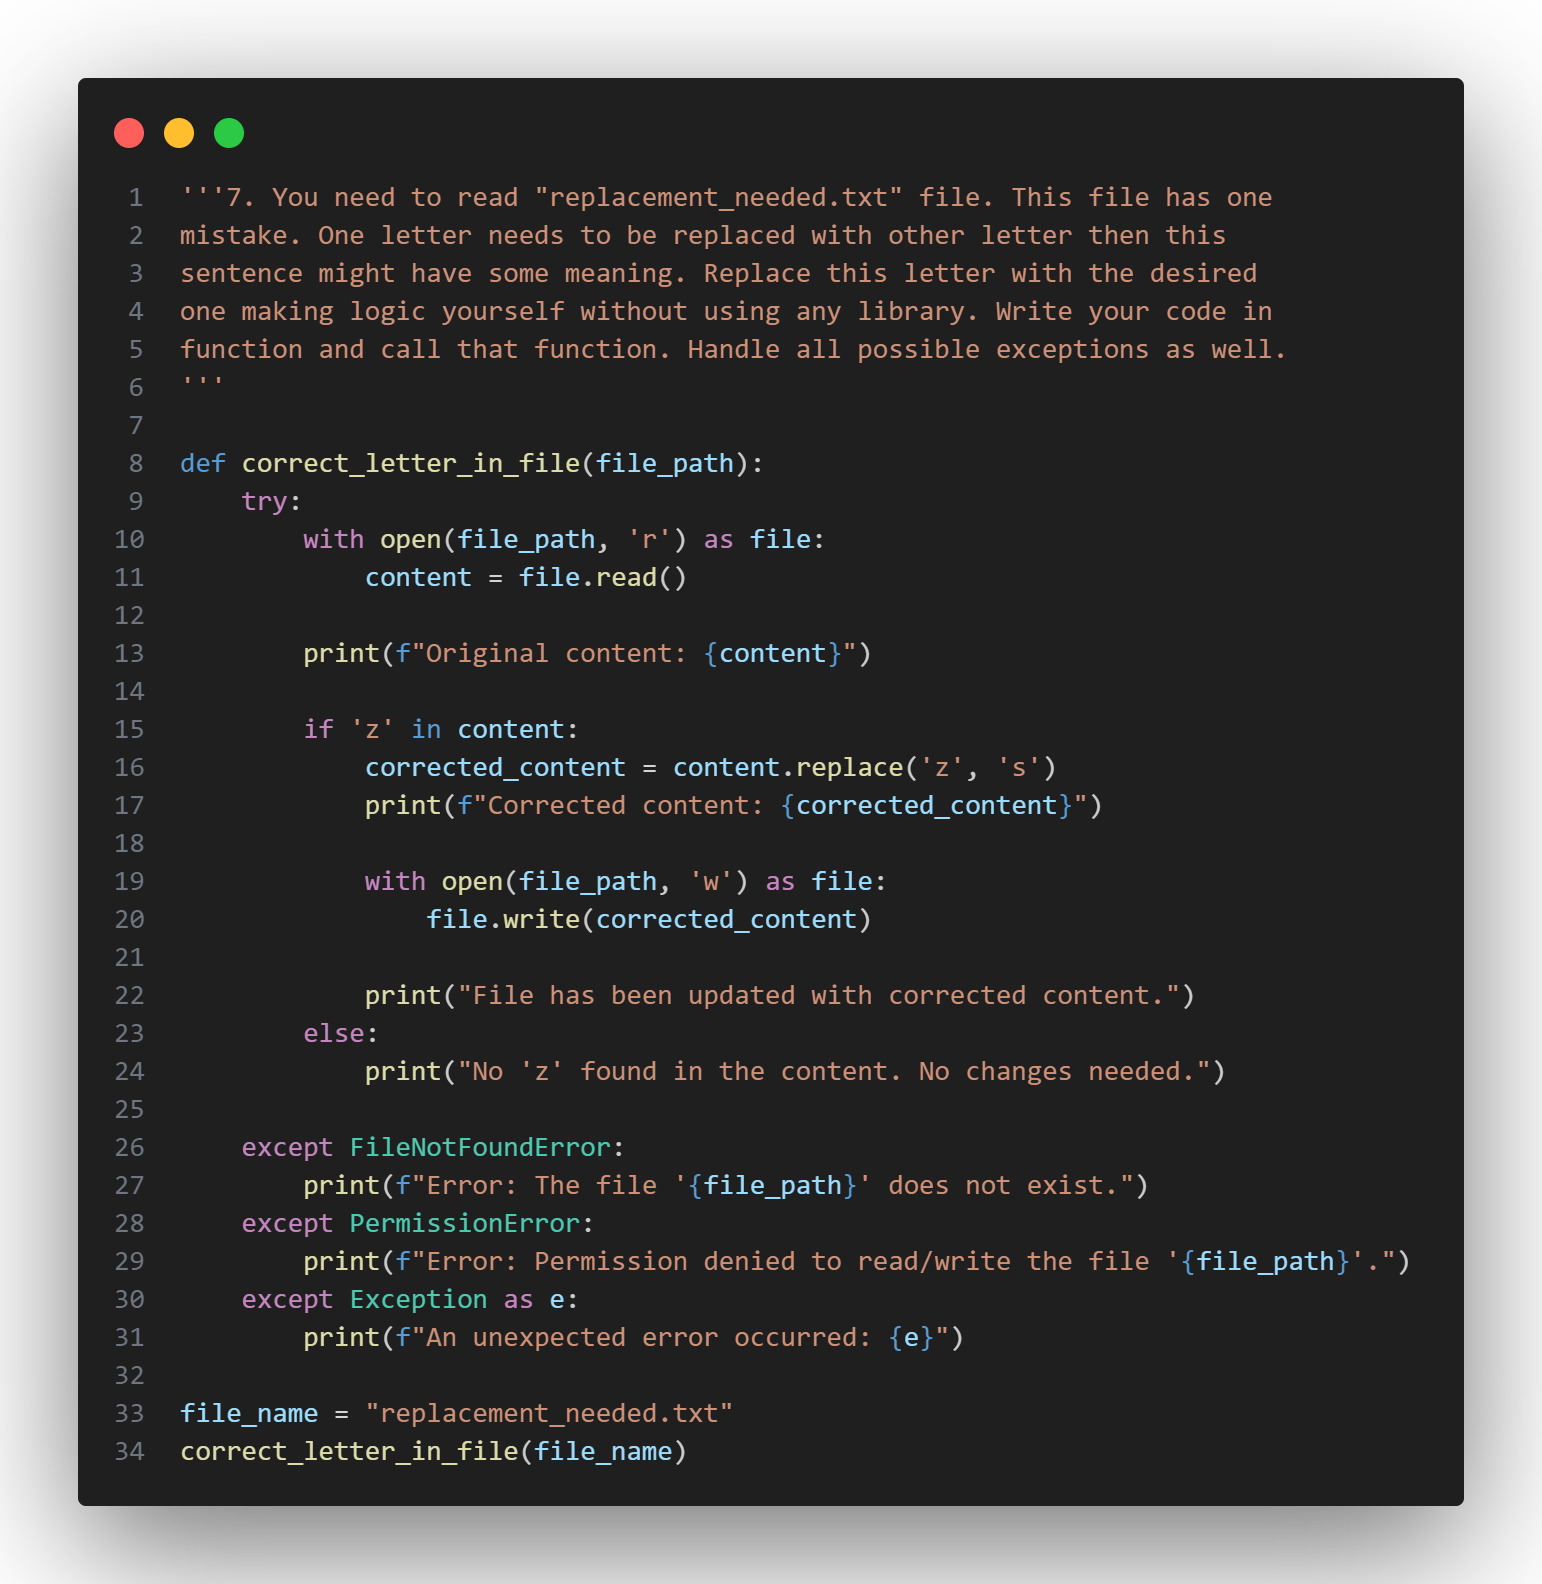 1 '''7. You need to read "replacement_needed.txt" file. This file has one
2 mistake. One letter needs to be replaced with other letter then this
3 sentence might have some meaning. Replace this letter with the desired
4 one making logic yourself without using any library. Write your code in
5 function and call that function. Handle all possible exceptions as well.
6 '''
7
8 def correct_letter_in_file(file_path):
9     try:
10         with open(file_path, 'r') as file:
11             content = file.read()
12
13         print(f"Original content: {content}")
14
15         if 'z' in content:
16             corrected_content = content.replace('z', 's')
17             print(f"Corrected content: {corrected_content}")
18
19             with open(file_path, 'w') as file:
20                 file.write(corrected_content)
21
22             print("File has been updated with corrected content.")
23         else:
24             print("No 'z' found in the content. No changes needed.")
25
26     except FileNotFoundError:
27         print(f"Error: The file '{file_path}' does not exist.")
28     except PermissionError:
29         print(f"Error: Permission denied to read/write the file '{file_path}'.")
30     except Exception as e:
31         print(f"An unexpected error occurred: {e}")
32
33 file_name = "replacement_needed.txt"
34 correct_letter_in_file(file_name)